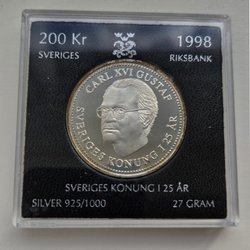 200 Kr 1998
SVERIGES RIKSBANK
CARL XVI GUSTAF
SVERIGES KONUNG I 25 ÅR
SVERIGES KONUNG I 25 ÅR
SILVER 925/1000 27 GRAM